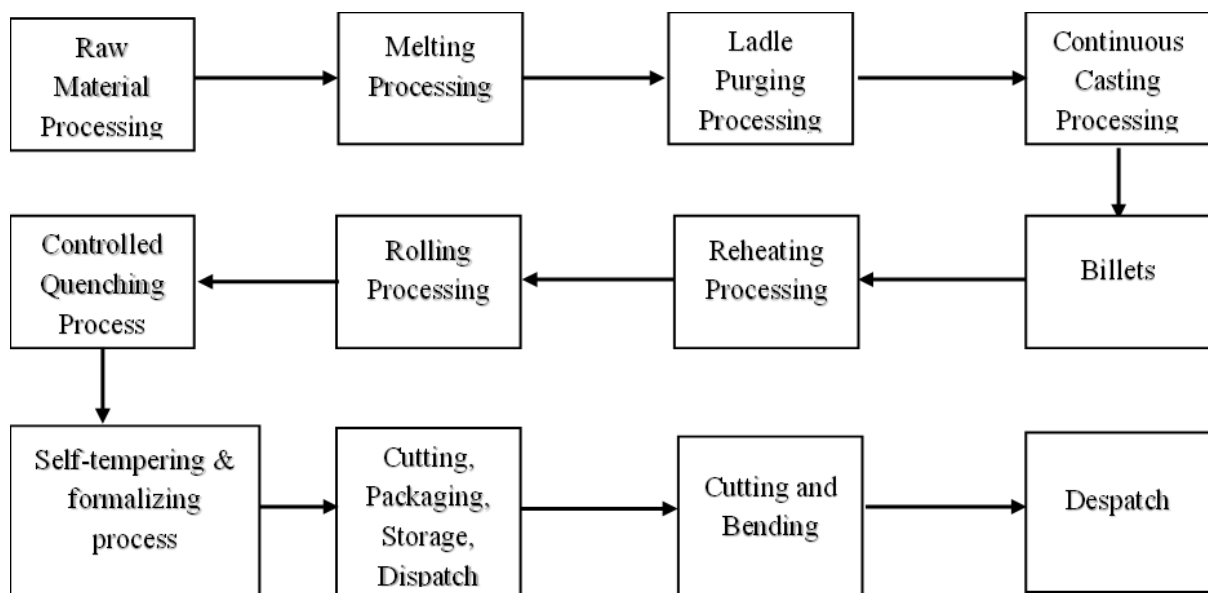 Raw
Material
Processing
Melting
Processing
Ladle
Purging
Processing
Continuous
Casting
Processing
Billets
Reheating
Processing
Rolling
Processing
Controlled
Quenching
Process
Self-tempering &
formalizing
process
Cutting,
Packaging,
Storage,
Dispatch
Cutting and
Bending
Despatch